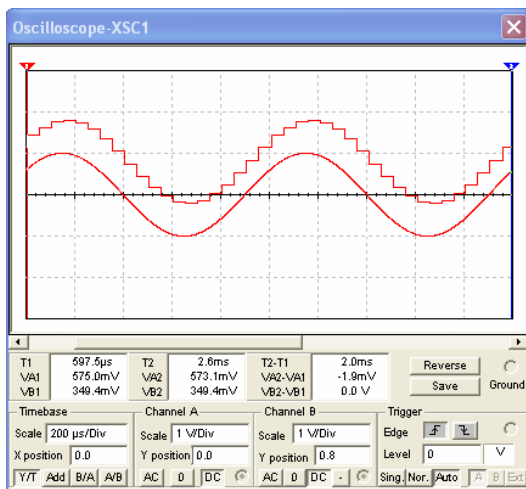 Oscilloscope-XSC1
1 2
T1 597.5µs T2 2.6ms T2-T1 2.0ms Reverse
VA1 575.0mV VA2 573.1mV VA2-VA1 -1.9mV
VB1 349.4mV VB2 349.4mV VB2-VB1 0.0 V Save Ground
Timebase Channel A Channel B Trigger
Scale 200 µs/Div Scale 1 V/Div Scale 1 V/Div Edge
X position 0.0 Y position 0.0 Y position 0.8 Level 0 V
Y/T Add B/A A/B AC 0 DC AC 0 DC - Sing. Nor. Auto A B Ext